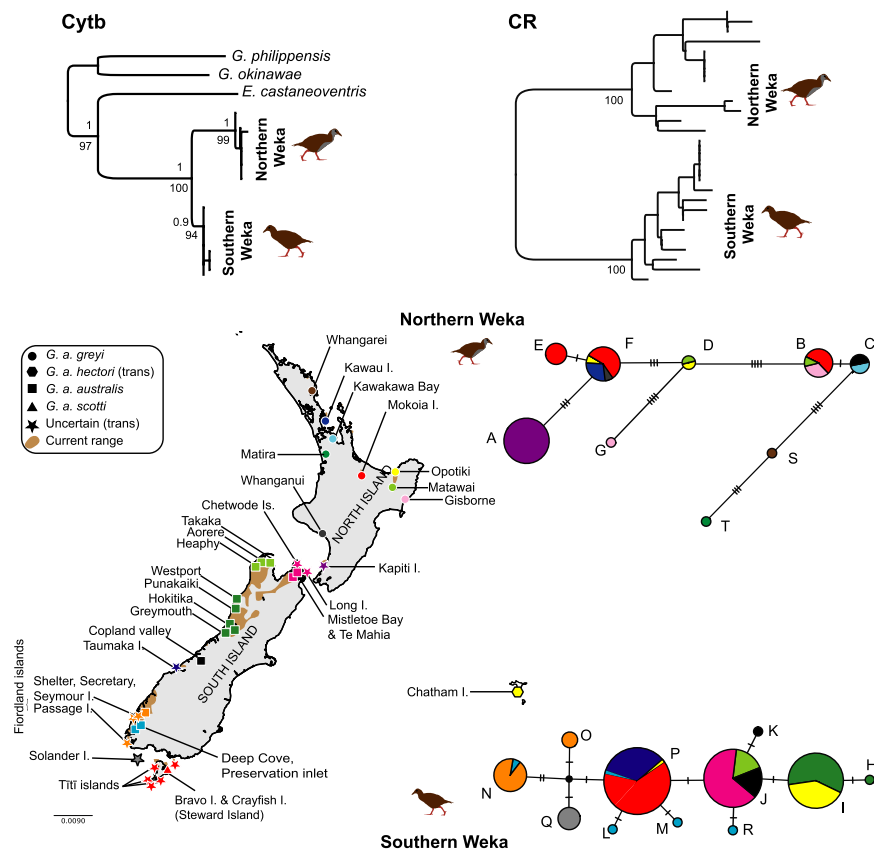 Cytb
CR
G. philippensis
G. okinawae
E. castaneoventris
1
97
1
99
1
100
0.9
94
Northern
Weka
Southern
Weka
100
Northern
Weka
100
Southern
Weka
Northern Weka
G. a. greyi
G. a. hectori (trans)
G. a. australis
G. a. scotti
Uncertain (trans)
Current range
Whangarei
Kawau I.
Kawakawa Bay
Mokoia I.
Matira
Whanganui
Opotiki
Matawai
Gisborne
NORTH ISLAND
Chetwode Is.
Takaka
Aorere
Heaphy
Kapiti I.
Westport
Punakaiki
Hokitika
Greymouth
Long I.
Mistletoe Bay
& Te Mahia
Copland valley
Taumaka I.
SOUTH ISLAND
Fiordland islands
Shelter, Secretary,
Seymour I.
Passage I.
Solander I.
Deep Cove,
Preservation inlet
Tītī islands
Bravo I. & Crayfish I.
(Steward Island)
0.0090
Chatham I.
E
F
D
B
C
A
G
S
T
O
N
Q
P
L
M
K
J
R
I
H
Southern Weka